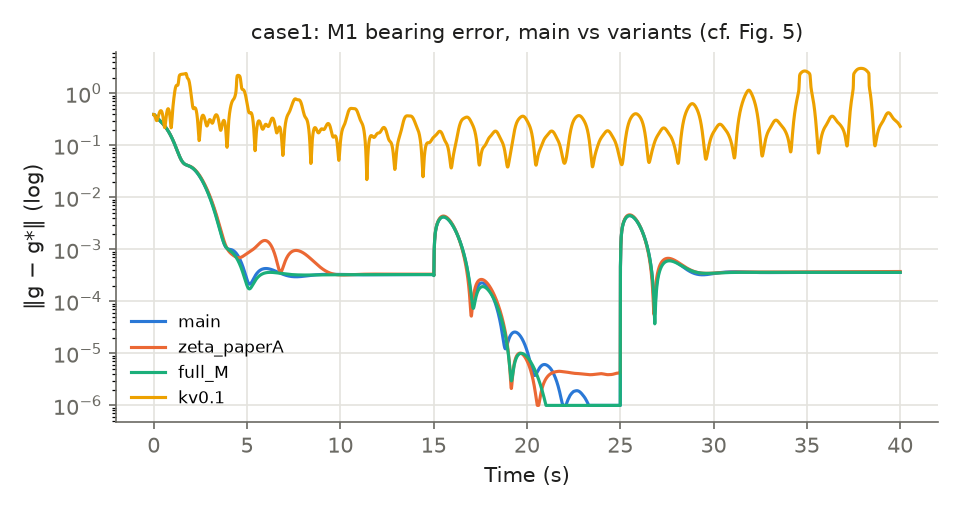 case1: M1 bearing error, main vs variants (cf. Fig. 5)
‖g − g*‖ (log)
10⁰
10⁻¹
10⁻²
10⁻³
10⁻⁴
10⁻⁵
10⁻⁶
main
zeta_paperA
full_M
kv0.1
0 5 10 15 20 25 30 35 40
Time (s)